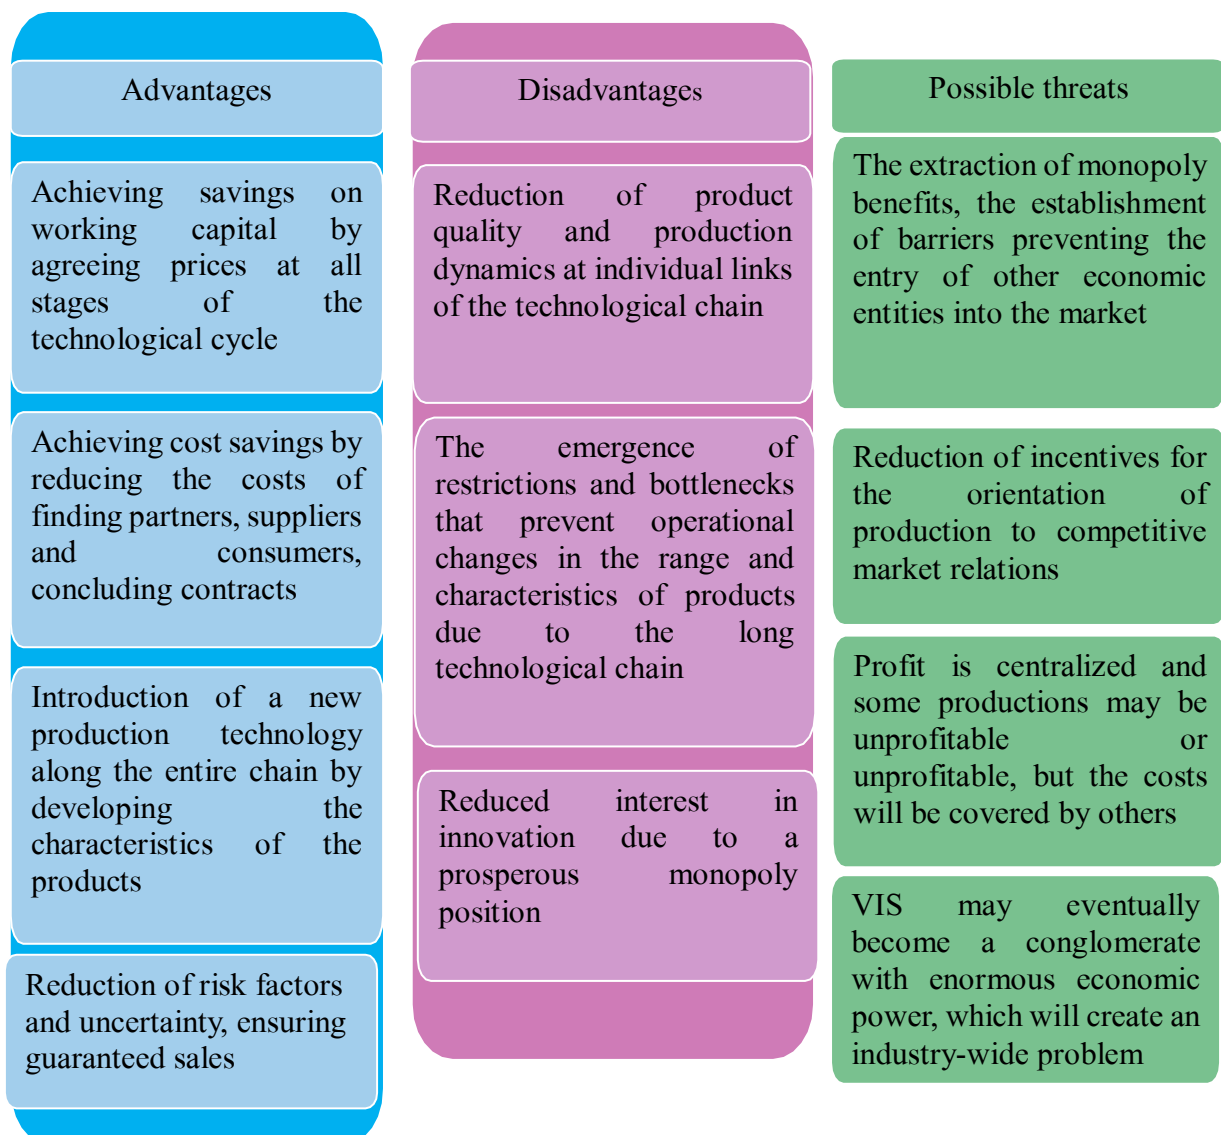 Advantages
Achieving savings on
working capital by
agreeing prices at all
stages of the
technological cycle
Achieving cost savings by
reducing the costs of
finding partners, suppliers
and consumers,
concluding contracts
Introduction of a new
production technology
along the entire chain by
developing the
characteristics of the
products
Reduction of risk factors
and uncertainty, ensuring
guaranteed sales
Disadvantages
Reduction of product
quality and production
dynamics at individual links
of the technological chain
The emergence of
restrictions and bottlenecks
that prevent operational
changes in the range and
characteristics of products
due to the long
technological chain
Reduced interest in
innovation due to a
prosperous monopoly
position
Possible threats
The extraction of monopoly
benefits, the establishment
of barriers preventing the
entry of other economic
entities into the market
Reduction of incentives for
the orientation of
production to competitive
market relations
Profit is centralized and
some productions may be
unprofitable or
unprofitable, but the costs
will be covered by others
VIS may eventually
become a conglomerate
with enormous economic
power, which will create an
industry-wide problem